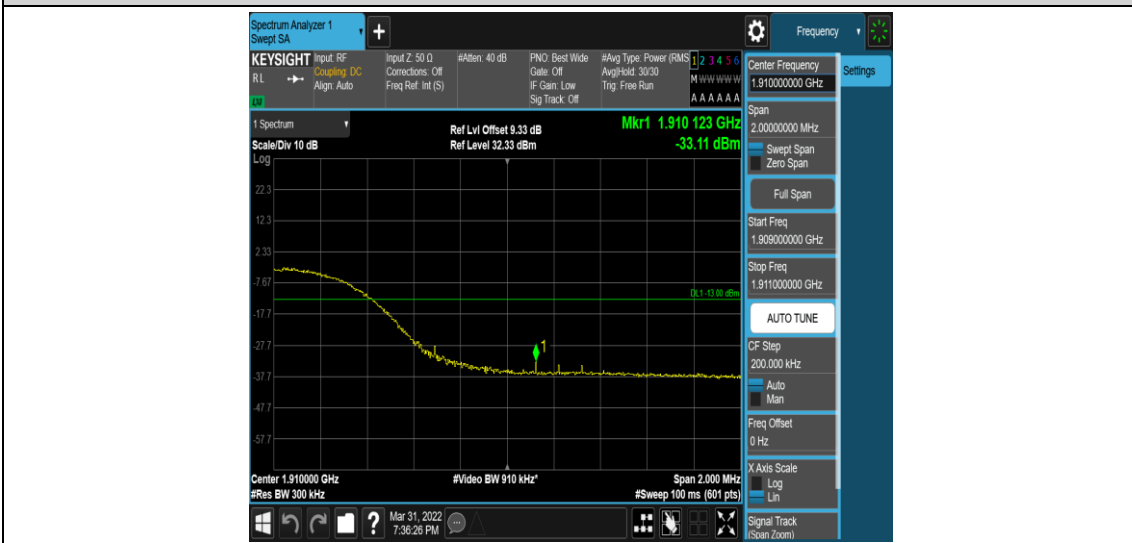 Spectrum Analyzer 1
Swept SA
+
Frequency
KEYSIGHT
RL
LXI
Input: RF
Coupling: DC
Align: Auto
Input Z: 50 Ω
Corrections: Off
Freq Ref: Int (S)
#Atten: 40 dB
PNO: Best Wide
Gate: Off
IF Gain: Low
Sig Track: Off
#Avg Type: Power (RMS
Avg|Hold: 30/30
Trig: Free Run
1 2 3 4 5 6
M W W W W W
A A A A A A
Center Frequency
1.910000000 GHz
Settings
Span
2.00000000 MHz
Swept Span
Zero Span
Full Span
Start Freq
1.909000000 GHz
Stop Freq
1.911000000 GHz
AUTO TUNE
CF Step
200.000 kHz
Auto
Man
Freq Offset
0 Hz
X Axis Scale
Log
Lin
Signal Track
(Span Zoom)
1 Spectrum
Scale/Div 10 dB
Log
Ref Lvl Offset 9.33 dB
Ref Level 32.33 dBm
Mkr1 1.910 123 GHz
-33.11 dBm
22.3
12.3
2.33
-7.67
DL1 -13.00 dBm
-17.7
-27.7
1
-37.7
-47.7
-57.7
Center 1.910000 GHz
#Video BW 910 kHz*
Span 2.000 MHz
#Res BW 300 kHz
#Sweep 100 ms (601 pts)
?
Mar 31, 2022
7:36:26 PM